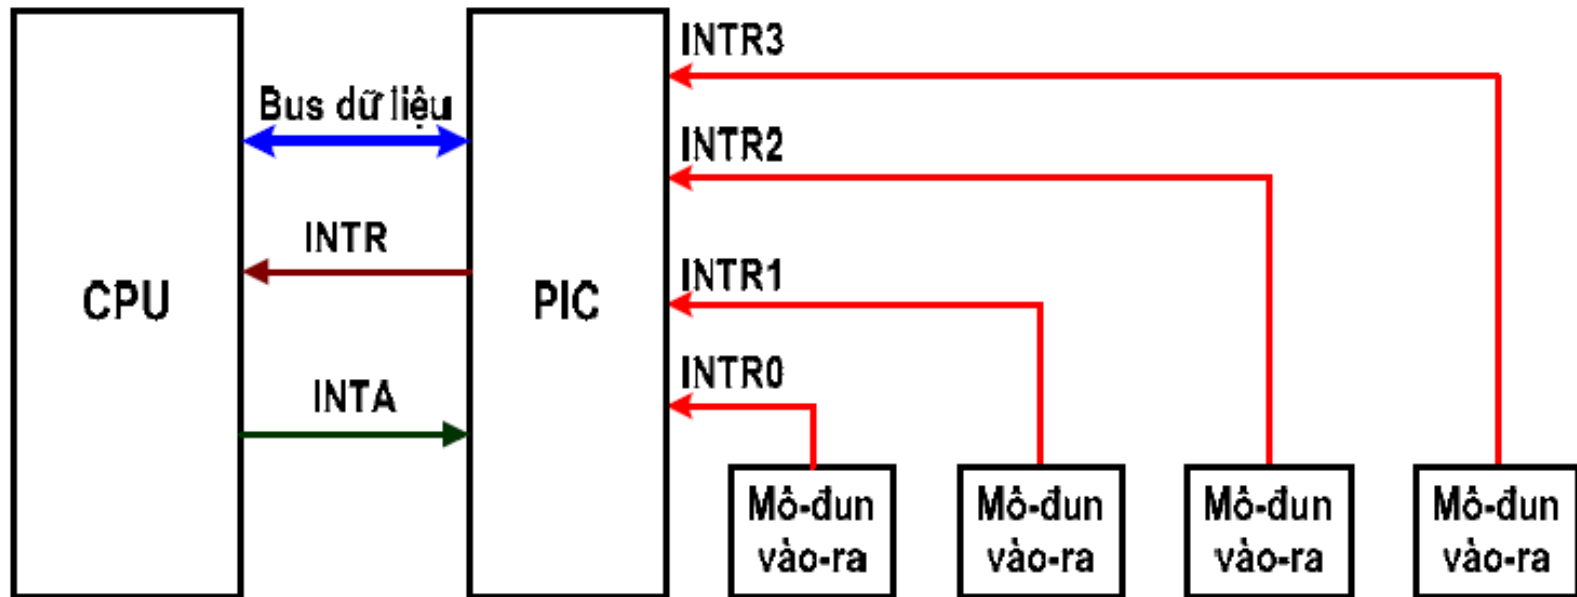 CPU
Bus dữ liệu
INTR
INTA
PIC
INTR3
INTR2
INTR1
INTR0
Mô-đun
vào-ra
Mô-đun
vào-ra
Mô-đun
vào-ra
Mô-đun
vào-ra